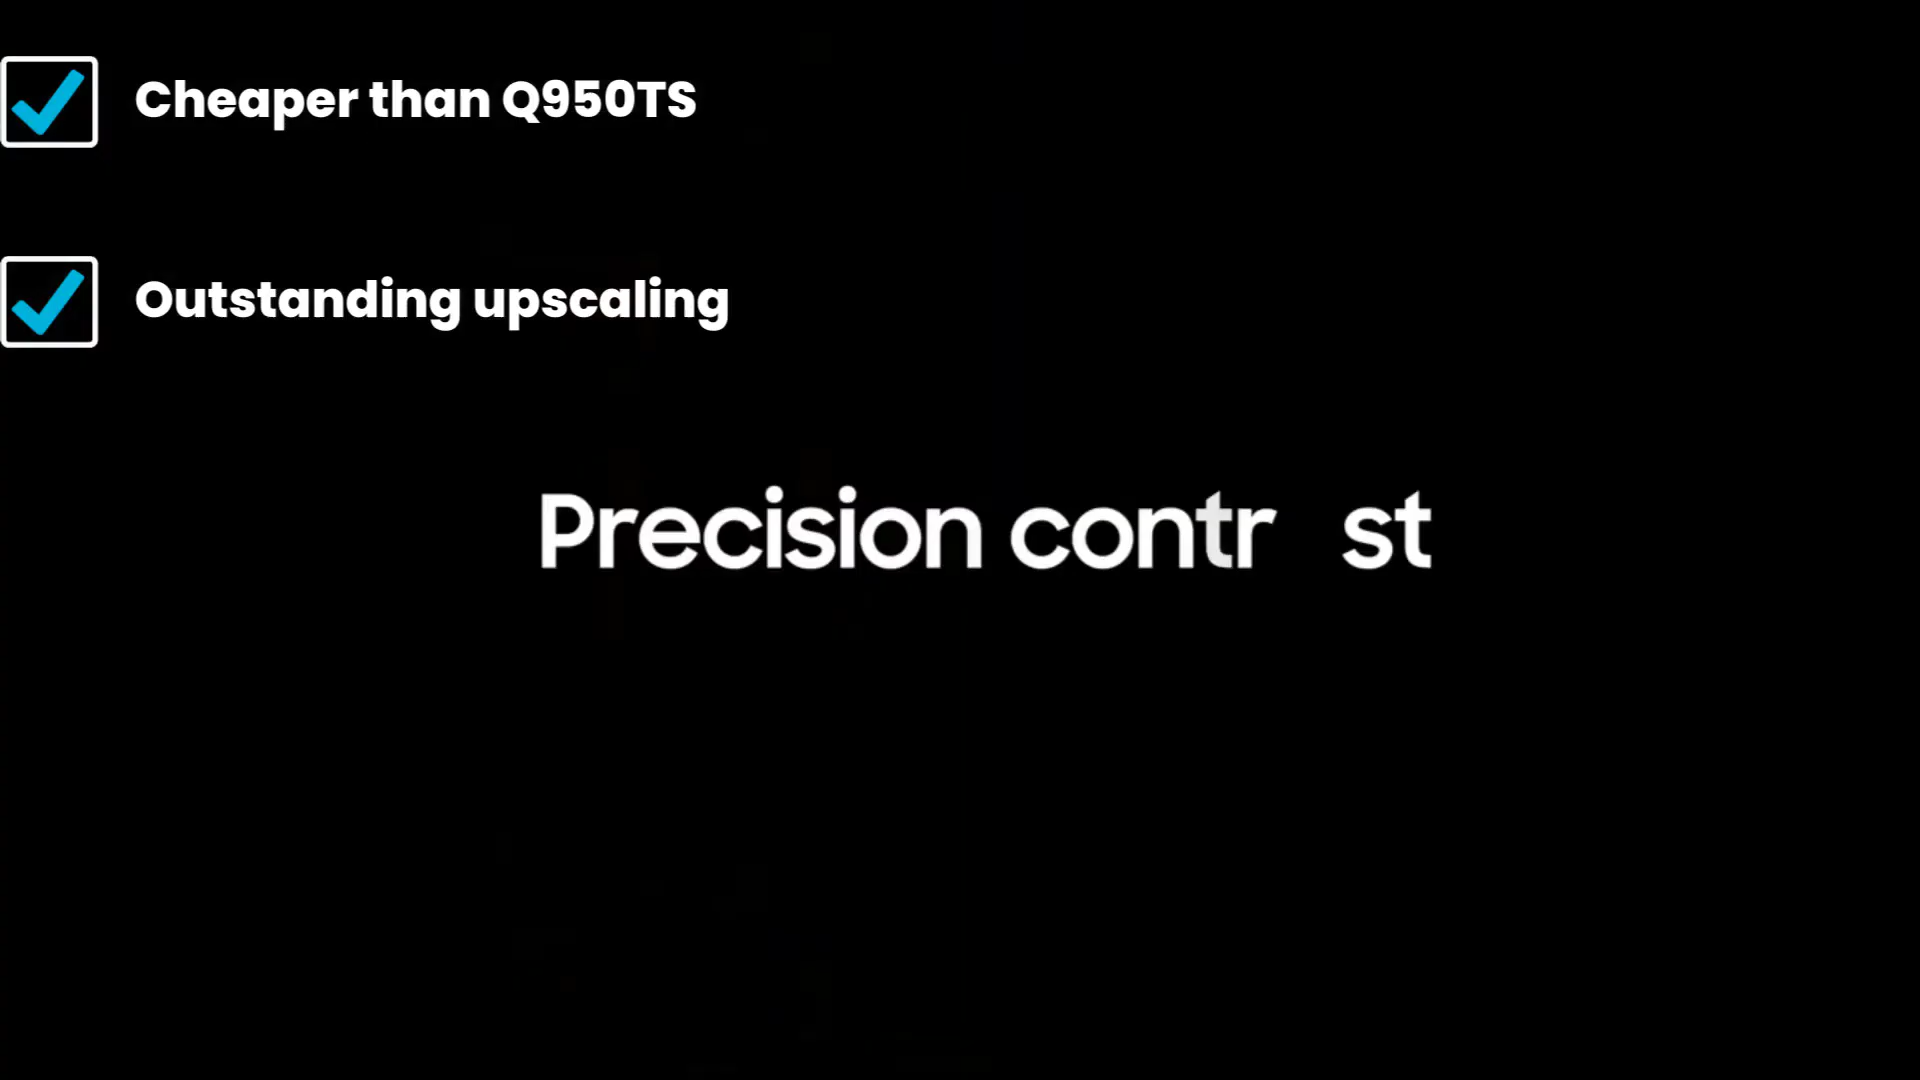 Cheaper than Q950TS
Outstanding upscaling
Precision contr st